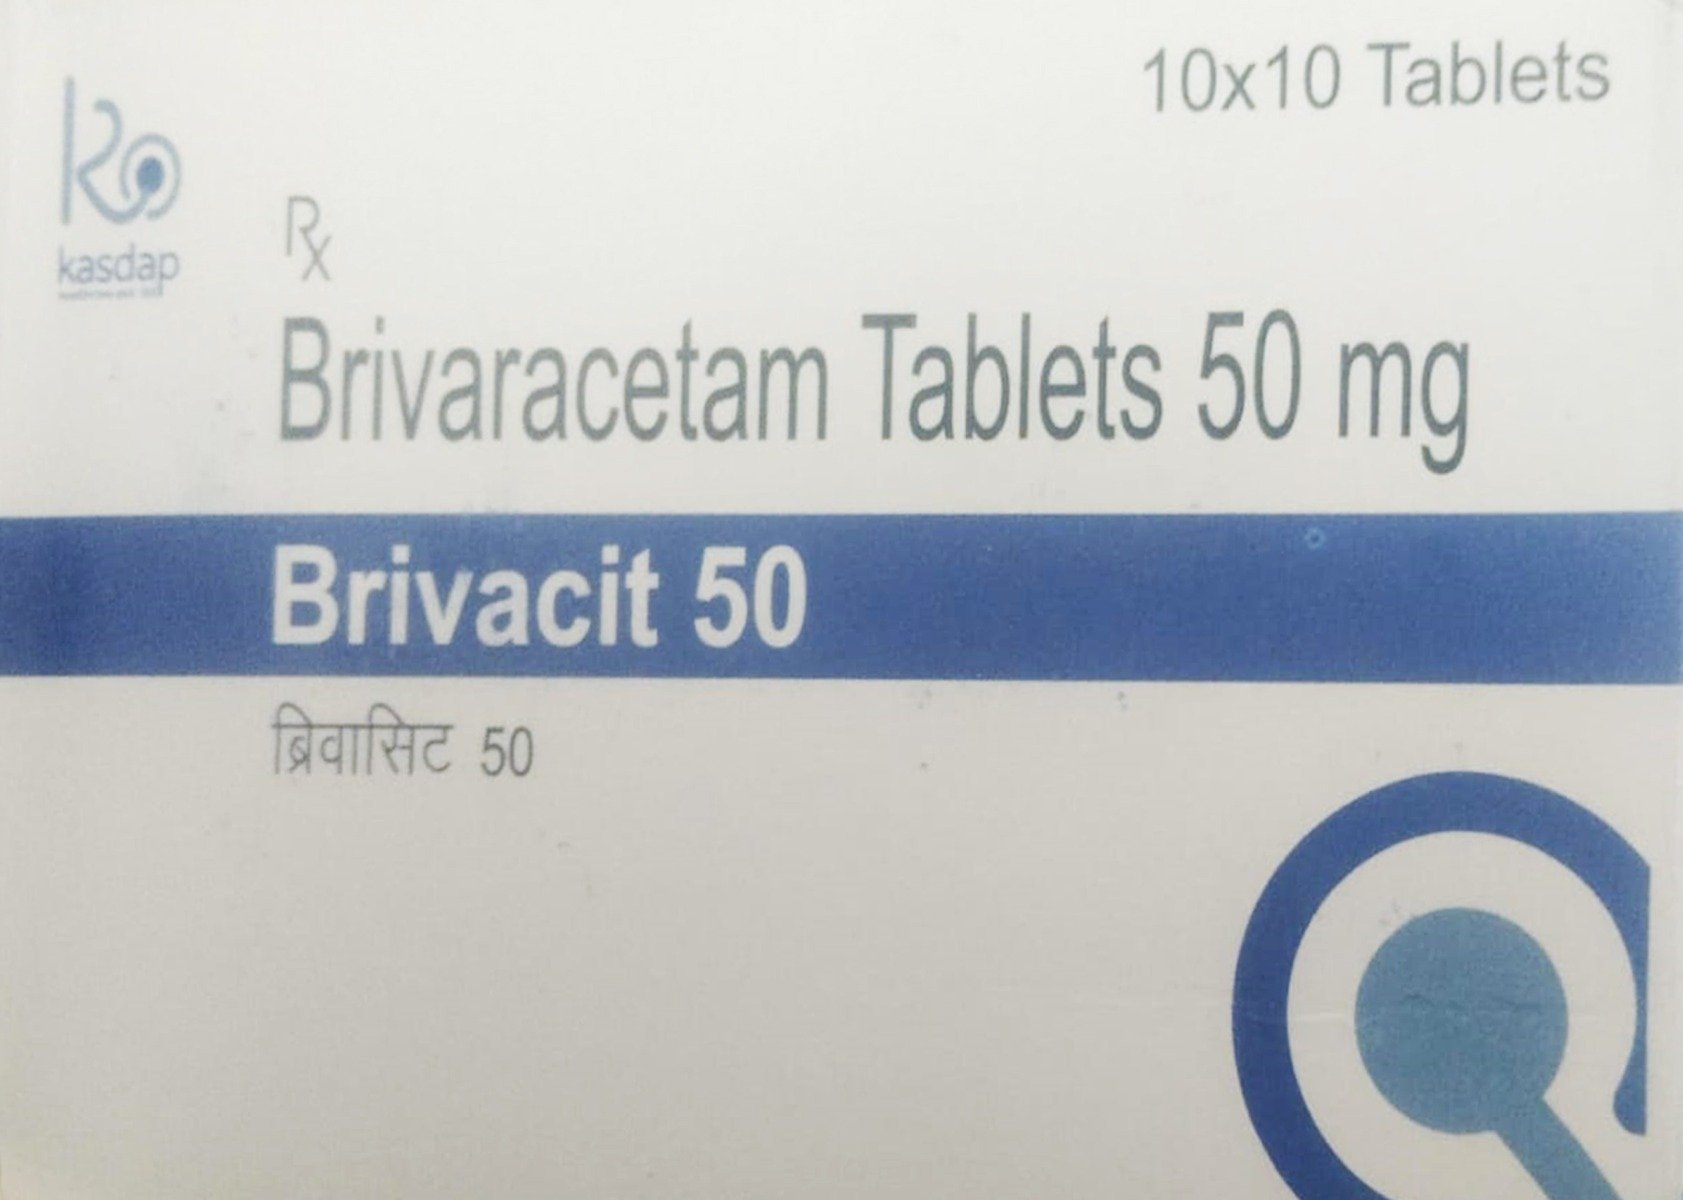 10x10 Tablets
kasdap
Rx
Brivaracetam Tablets 50 mg
Brivacit 50
ब्रिवासिट 50